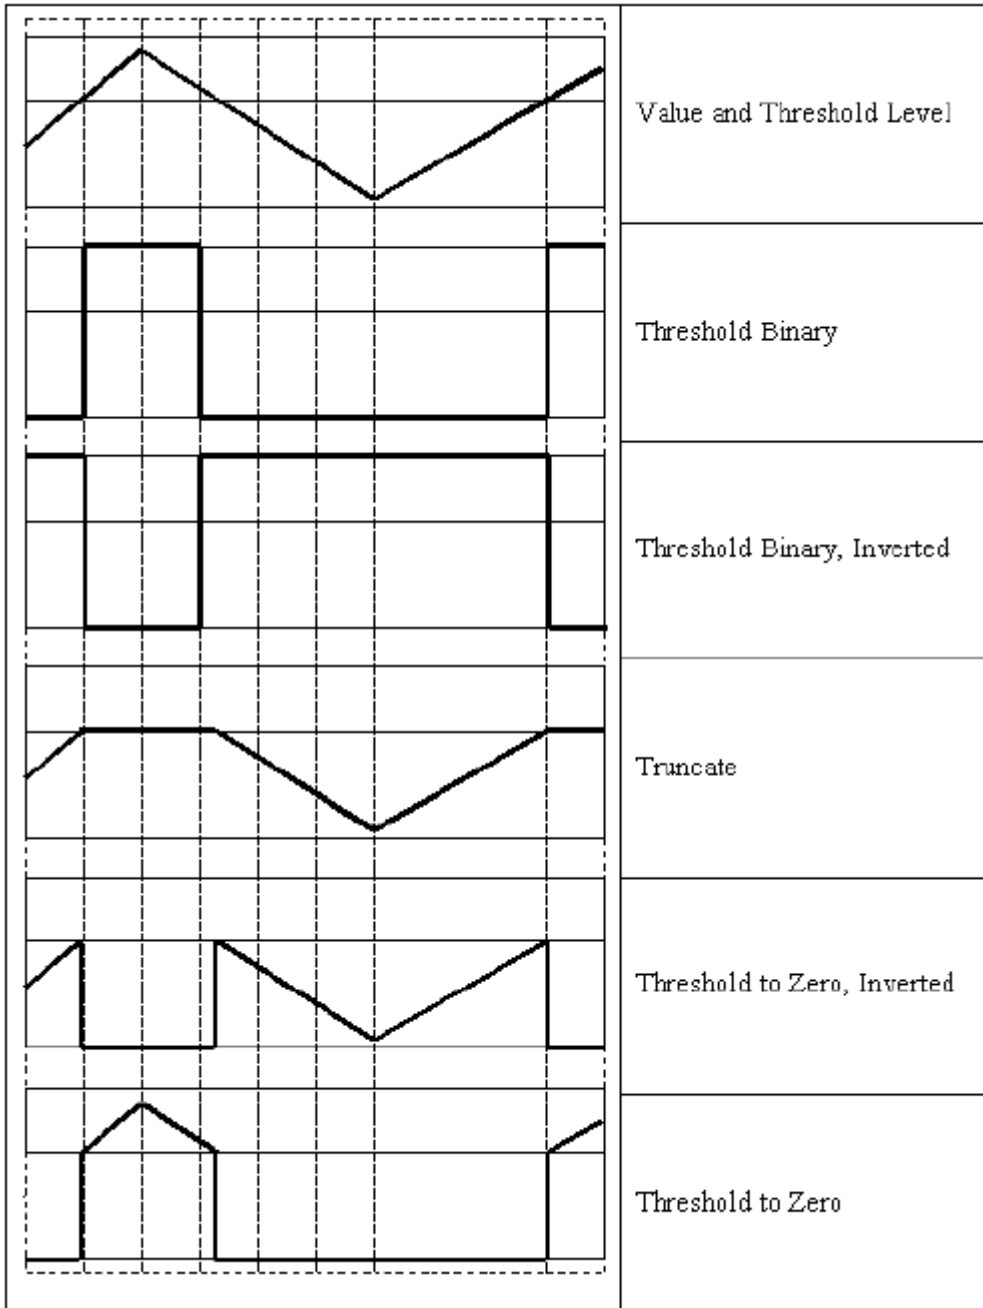 Value and Threshold Level
Threshold Binary
Threshold Binary, Inverted
Truncate
Threshold to Zero, Inverted
Threshold to Zero